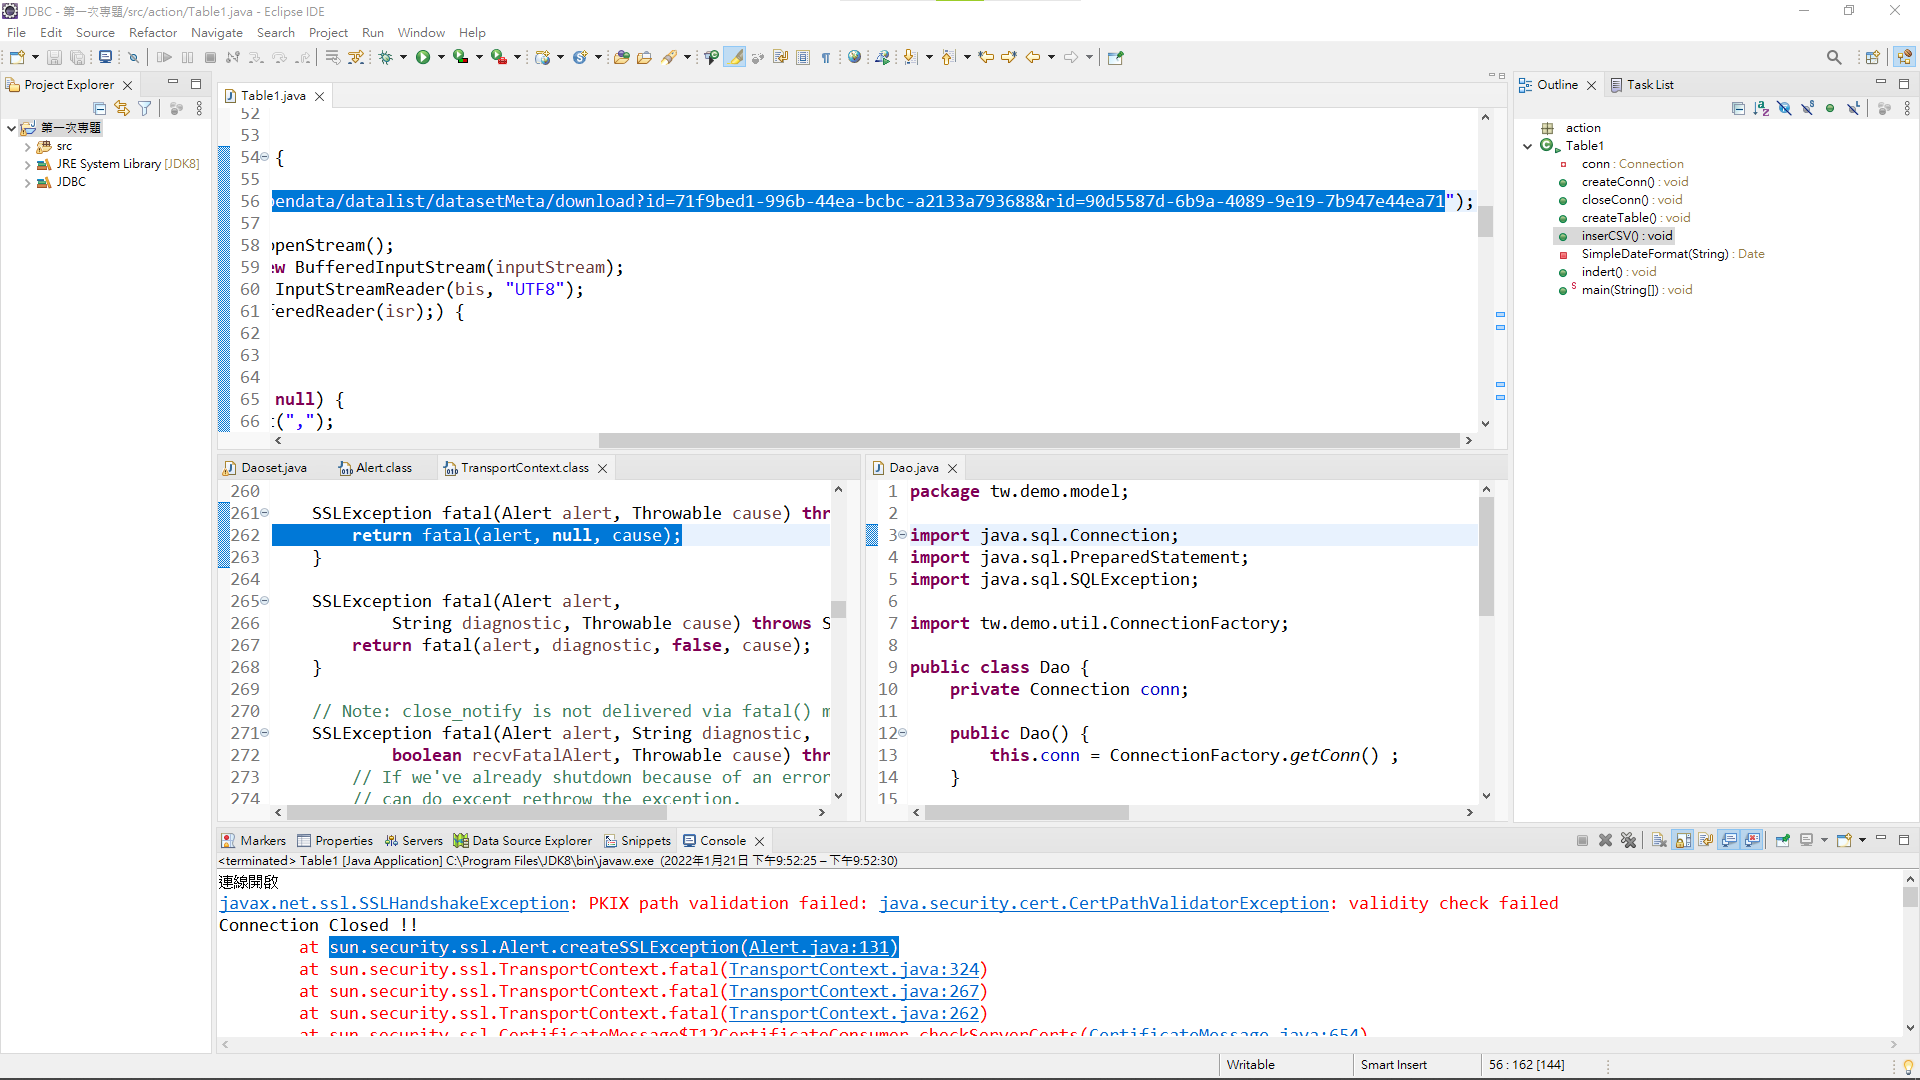 JDBC - 第一次專題/src/action/Table1.java - Eclipse IDE
File Edit Source Refactor Navigate Search Project Run Window Help
Project Explorer
第一次專題
src
JRE System Library [JDK8]
JDBC
Table1.java
52
53
54 {
55
56 pendata/datalist/datasetMeta/download?id=71f9bed1-996b-44ea-bcbc-a2133a793688&rid=90d5587d-6b9a-4089-9e19-7b947e44ea71");
57
58 openStream();
59 ew BufferedInputStream(inputStream);
60 InputStreamReader(bis, "UTF8");
61 feredReader(isr);) {
62
63
64
65 null) {
66 t(",");
Daoset.java Alert.class TransportContext.class
260
261 SSLException fatal(Alert alert, Throwable cause) thr
262 return fatal(alert, null, cause);
263 }
264
265 SSLException fatal(Alert alert,
266 String diagnostic, Throwable cause) throws S
267 return fatal(alert, diagnostic, false, cause);
268 }
269
270 // Note: close_notify is not delivered via fatal() m
271 SSLException fatal(Alert alert, String diagnostic,
272 boolean recvFatalAlert, Throwable cause) thr
273 // If we've already shutdown because of an error
274 // can do except rethrow the exception.
Dao.java
1 package tw.demo.model;
2
3 import java.sql.Connection;
4 import java.sql.PreparedStatement;
5 import java.sql.SQLException;
6
7 import tw.demo.util.ConnectionFactory;
8
9 public class Dao {
10 private Connection conn;
11
12 public Dao() {
13 this.conn = ConnectionFactory.getConn() ;
14 }
15
Outline Task List
action
Table1
conn : Connection
createConn() : void
closeConn() : void
createTable() : void
inserCSV() : void
SimpleDateFormat(String) : Date
indert() : void
main(String[]) : void
Markers Properties Servers Data Source Explorer Snippets Console
<terminated> Table1 [Java Application] C:\Program Files\JDK8\bin\javaw.exe (2022年1月21日 下午9:52:25 – 下午9:52:30)
連線開啟
javax.net.ssl.SSLHandshakeException: PKIX path validation failed: java.security.cert.CertPathValidatorException: validity check failed
Connection Closed !!
at sun.security.ssl.Alert.createSSLException(Alert.java:131)
at sun.security.ssl.TransportContext.fatal(TransportContext.java:324)
at sun.security.ssl.TransportContext.fatal(TransportContext.java:267)
at sun.security.ssl.TransportContext.fatal(TransportContext.java:262)
at sun.security.ssl.CertificateMessage$T12CertificateConsumer.checkServerCerts(CertificateMessage.java:654)
Writable Smart Insert 56 : 162 [144]